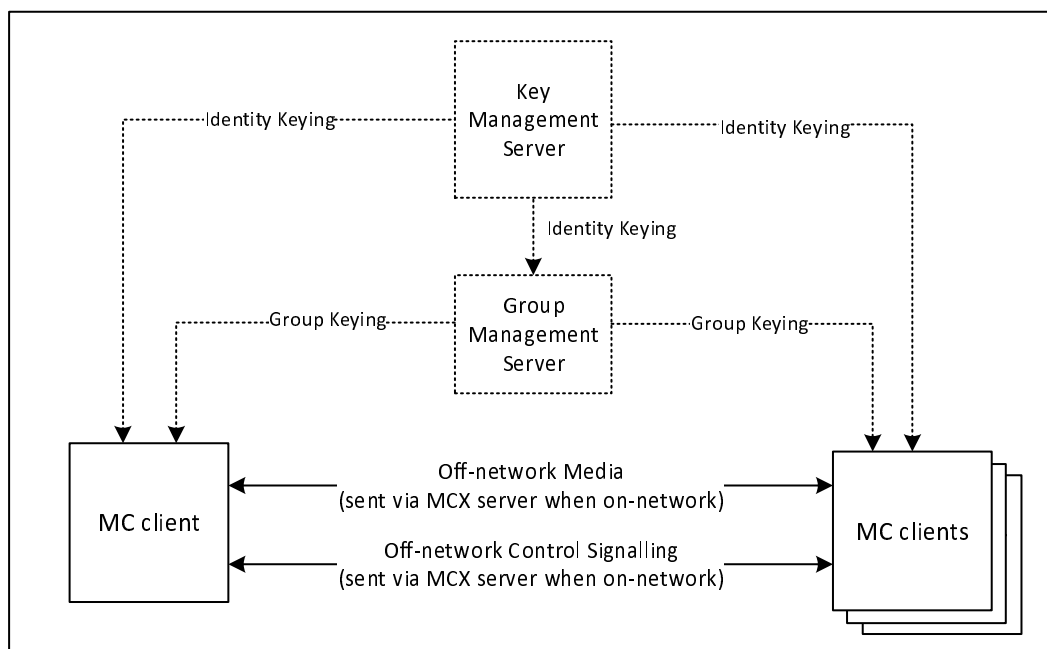 Key
Management
Server
Identity Keying
Identity Keying
Identity Keying
Group
Management
Server
Group Keying
Group Keying
MC client
Off-network Media
(sent via MCX server when on-network)
Off-network Control Signalling
(sent via MCX server when on-network)
MC clients